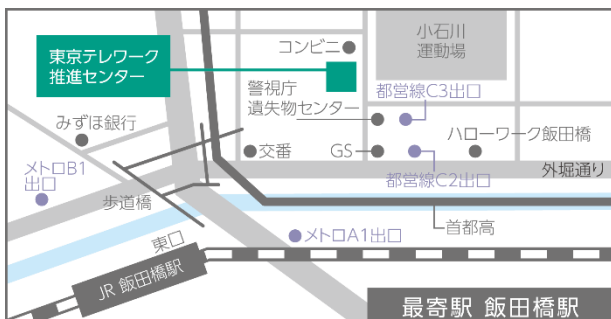 コンビニ
小石川
運動場
東京テレワーク
推進センター
警視庁
遺失物センター
都営線C3出口
みずほ銀行
交番
GS
ハローワーク飯田橋
メトロB1
出口
都営線C2出口
外堀通り
歩道橋
首都高
東口
メトロA1出口
JR 飯田橋駅
最寄駅 飯田橋駅